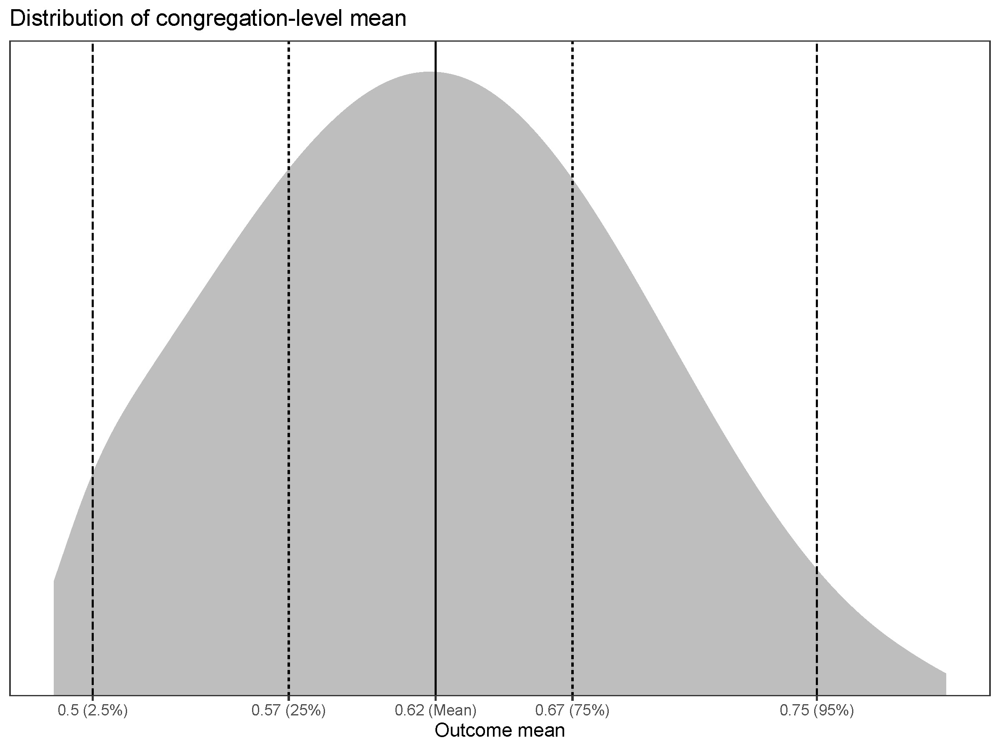 Distribution of congregation-level mean
0.5 (2.5%) 0.57 (25%) 0.62 (Mean) 0.67 (75%) 0.75 (95%)
Outcome mean